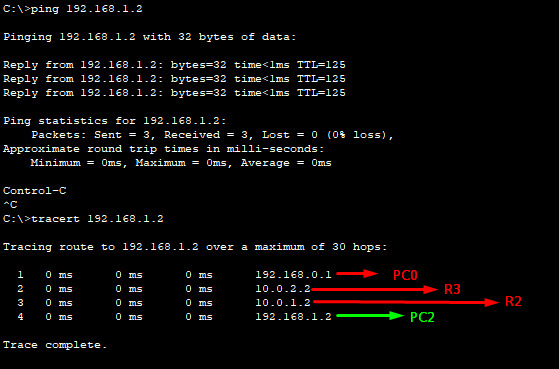 C:\>ping 192.168.1.2
Pinging 192.168.1.2 with 32 bytes of data:
Reply from 192.168.1.2: bytes=32 time<1ms TTL=125
Reply from 192.168.1.2: bytes=32 time<1ms TTL=125
Reply from 192.168.1.2: bytes=32 time<1ms TTL=125
Ping statistics for 192.168.1.2:
Packets: Sent = 3, Received = 3, Lost = 0 (0% loss),
Approximate round trip times in milli-seconds:
Minimum = 0ms, Maximum = 0ms, Average = 0ms
Control-C
^C
C:\>tracert 192.168.1.2
Tracing route to 192.168.1.2 over a maximum of 30 hops:
1 0 ms 0 ms 0 ms 192.168.0.1 PC0
2 0 ms 0 ms 0 ms 10.0.2.2 R3
3 0 ms 0 ms 0 ms 10.0.1.2 R2
4 0 ms 0 ms 0 ms 192.168.1.2 PC2
Trace complete.